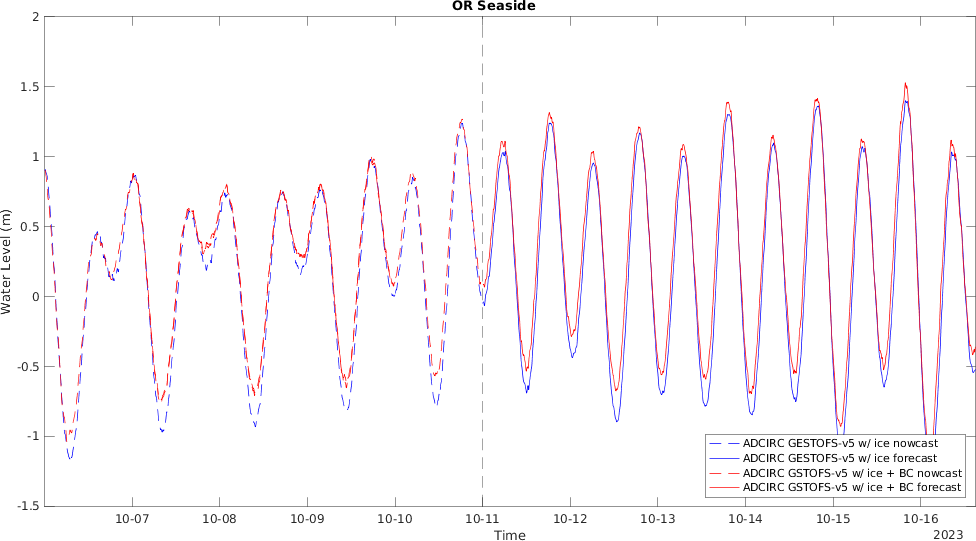 OR Seaside
2
1.5
1
0.5
0
-0.5
-1
-1.5
Water Level (m)
10-07
10-08
10-09
10-10
10-11
10-12
10-13
10-14
10-15
10-16
Time
2023
ADCIRC GESTOFS-v5 w/ ice nowcast
ADCIRC GESTOFS-v5 w/ ice forecast
ADCIRC GSTOFS-v5 w/ ice + BC nowcast
ADCIRC GSTOFS-v5 w/ ice + BC forecast